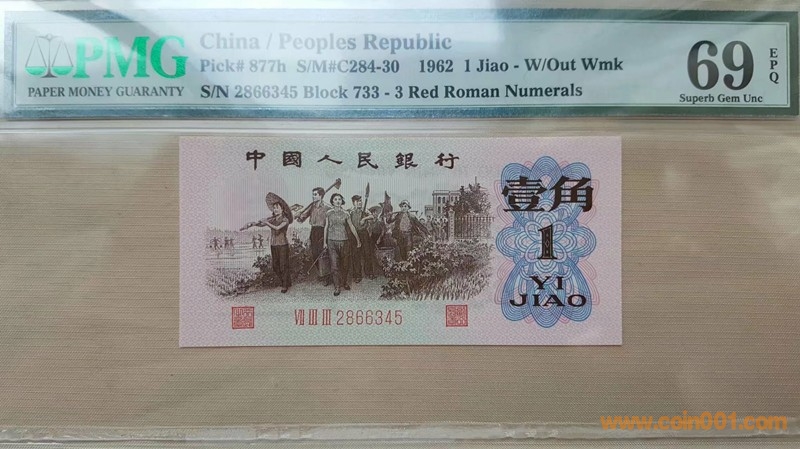 PMG
PAPER MONEY GUARANTY
China / Peoples Republic
Pick# 877h S/M#C284-30 1962 1 Jiao - W/Out Wmk
S/N 2866345 Block 733 - 3 Red Roman Numerals
69 EPQ
Superb Gem Unc
中國人民銀行
壹角
1
YI
JIAO
VII III III 2866345
www.coin001.com